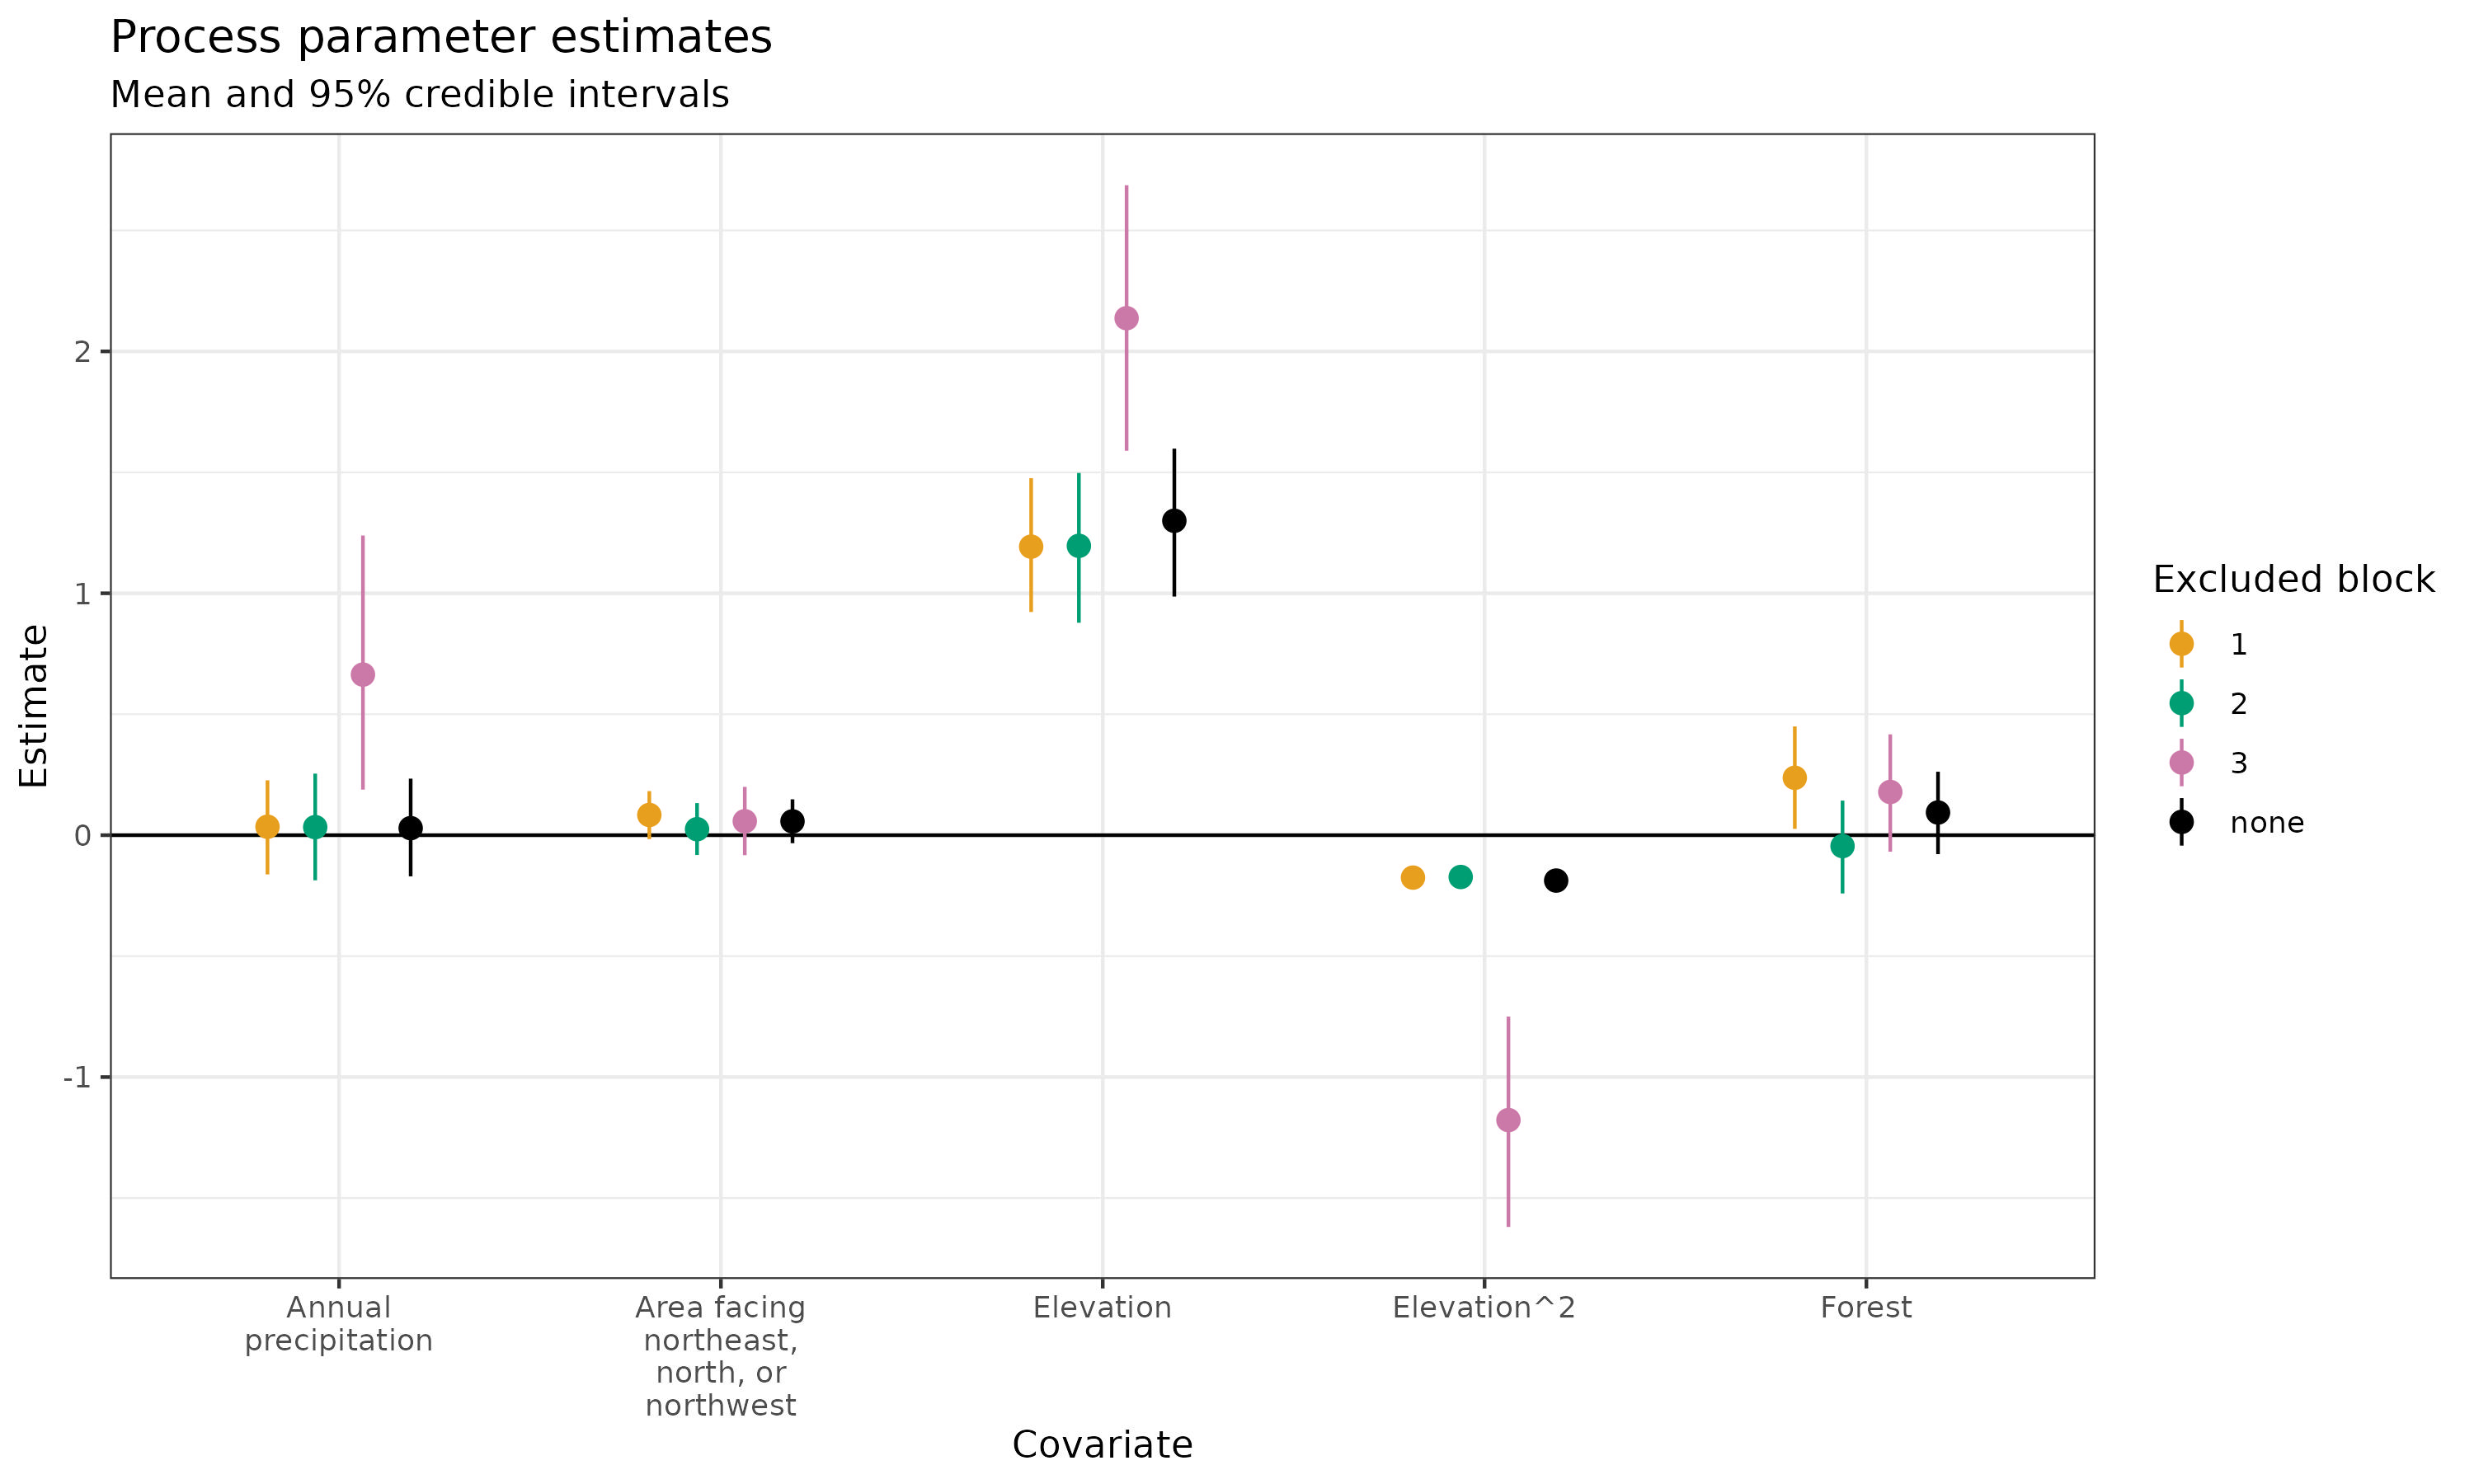 Process parameter estimates
Mean and 95% credible intervals
Estimate
2
1
0
-1
Annual
precipitation
Area facing
northeast,
north, or
northwest
Elevation
Elevation^2
Forest
Covariate
Excluded block
1
2
3
none